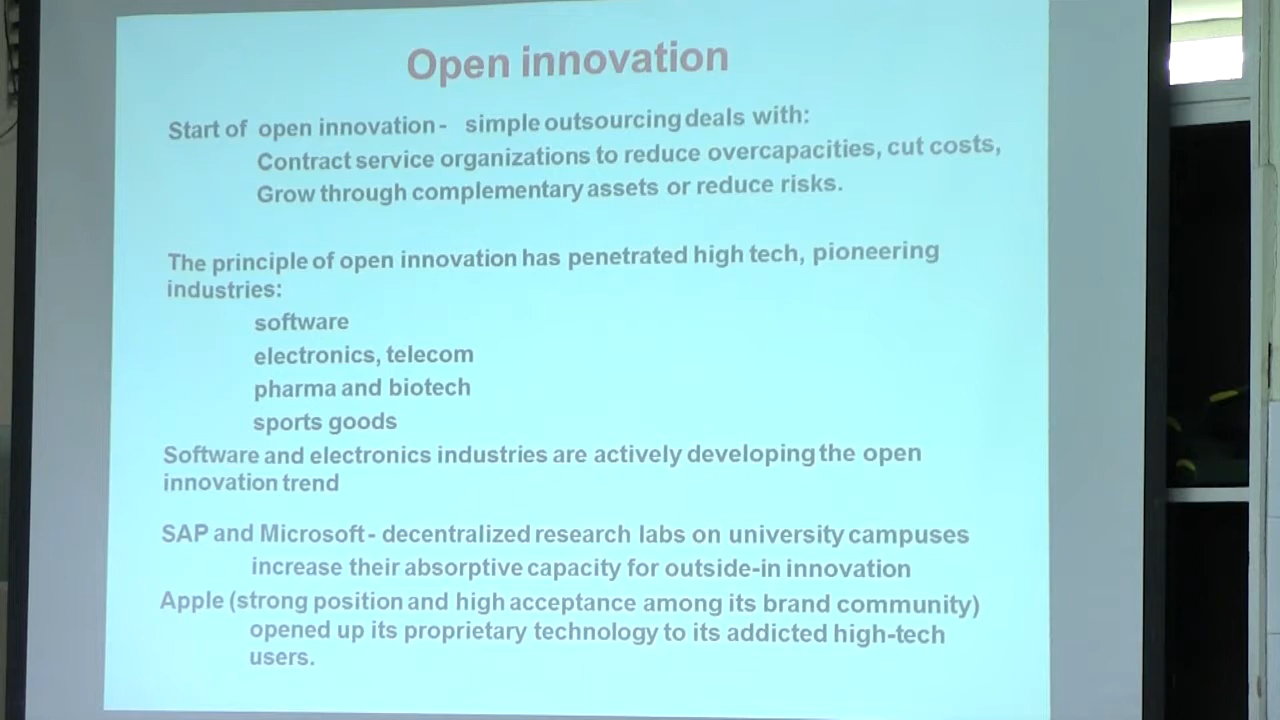 Open innovation
Start of open innovation - simple outsourcing deals with:
Contract service organizations to reduce overcapacities, cut costs,
Grow through complementary assets or reduce risks.
The principle of open innovation has penetrated high tech, pioneering
industries:
software
electronics, telecom
pharma and biotech
sports goods
Software and electronics industries are actively developing the open
innovation trend
SAP and Microsoft - decentralized research labs on university campuses
increase their absorptive capacity for outside-in innovation
Apple (strong position and high acceptance among its brand community)
opened up its proprietary technology to its addicted high-tech
users.